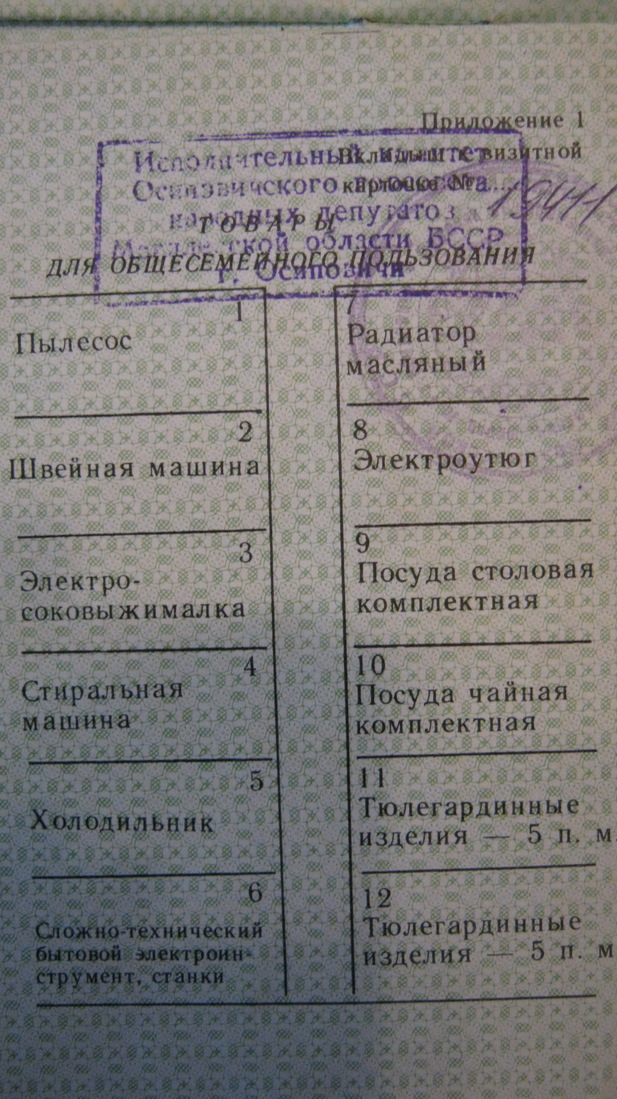 Приложение 1
Вкладыш к визитной
карточке №
Исполнительный комитет
Осиповичского горсовета
народных депутатов
Могилевской области БССР
г. Осиповичи
ТОВАРЫ
ДЛЯ ОБЩЕСЕМЕЙНОГО ПОЛЬЗОВАНИЯ
1
Пылесос
2
Швейная машина
3
Электро-
соковыжималка
4
Стиральная
машина
5
Холодильник
6
Сложно-технический
бытовой электроин-
струмент, станки
7
Радиатор
масляный
8
Электроутюг
9
Посуда столовая
комплектная
10
Посуда чайная
комплектная
11
Тюлегардинные
изделия — 5 п. м.
12
Тюлегардинные
изделия — 5 п. м